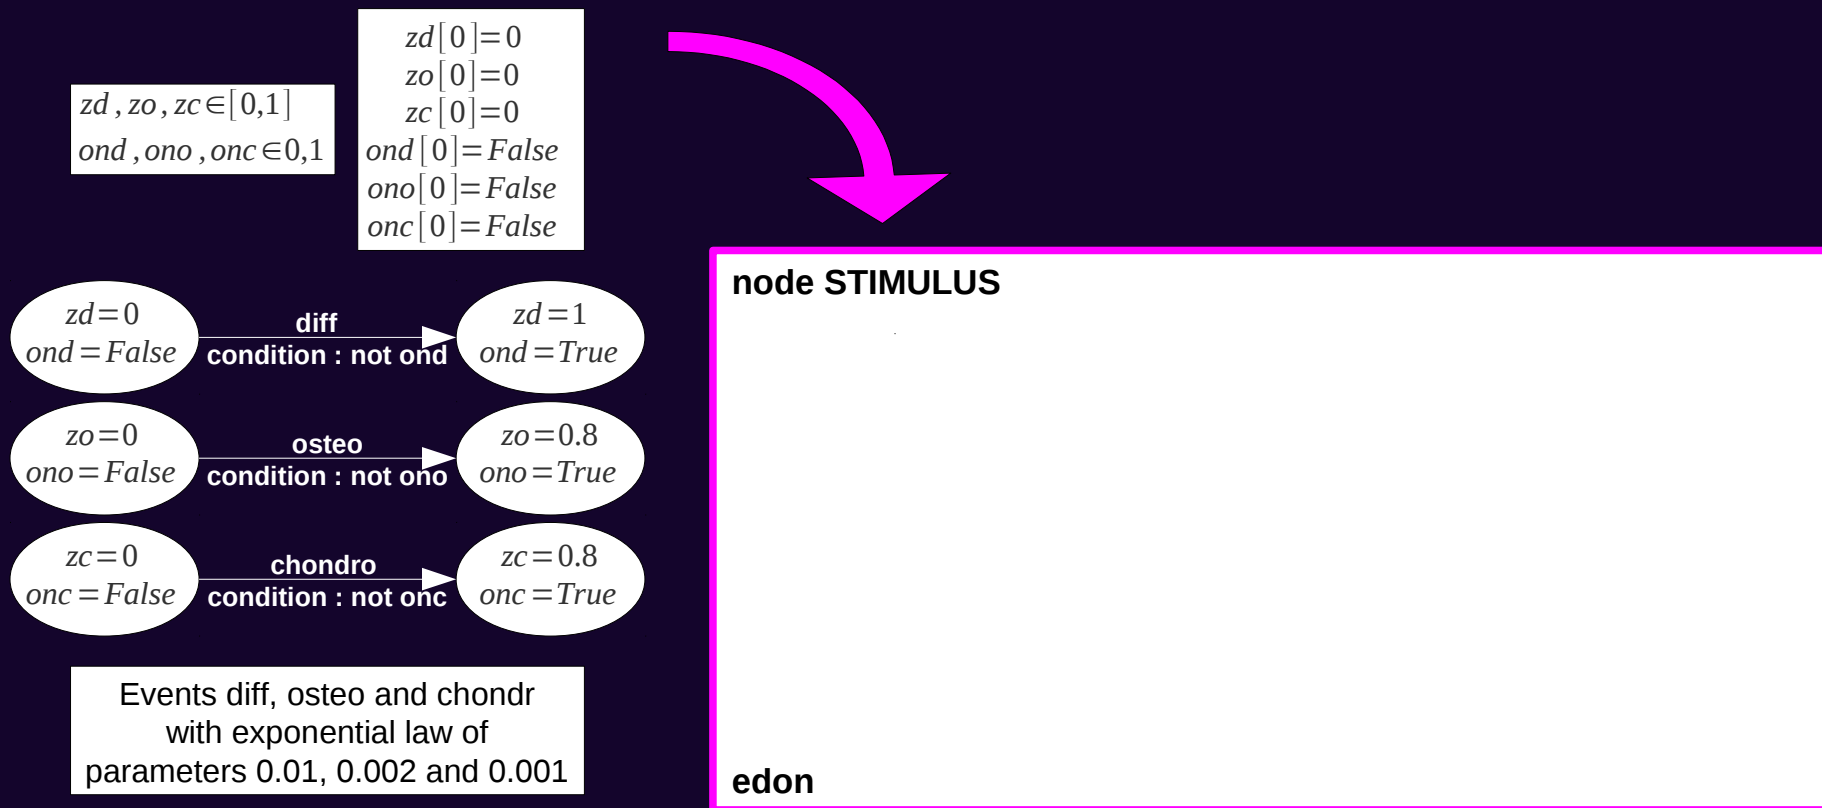 zd[0]=0
zo[0]=0
zc[0]=0
ond[0]=False
ono[0]=False
onc[0]=False
zd,zo,zc∈[0,1]
ond,ono,onc∈0,1
node STIMULUS
zd=0
ond=False
diff
condition : not ond
zd=1
ond=True
zo=0
ono=False
osteo
condition : not ono
zo=0.8
ono=True
zc=0
onc=False
chondro
condition : not onc
zc=0.8
onc=True
Events diff, osteo and chondr
with exponential law of
parameters 0.01, 0.002 and 0.001
edon